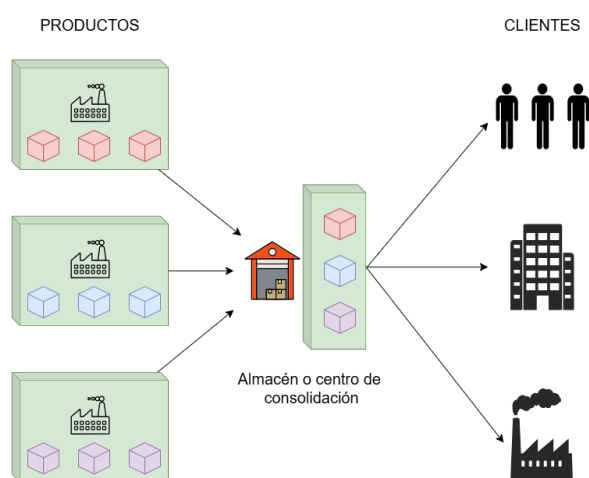 PRODUCTOS
CLIENTES
Almacén o centro de
consolidación